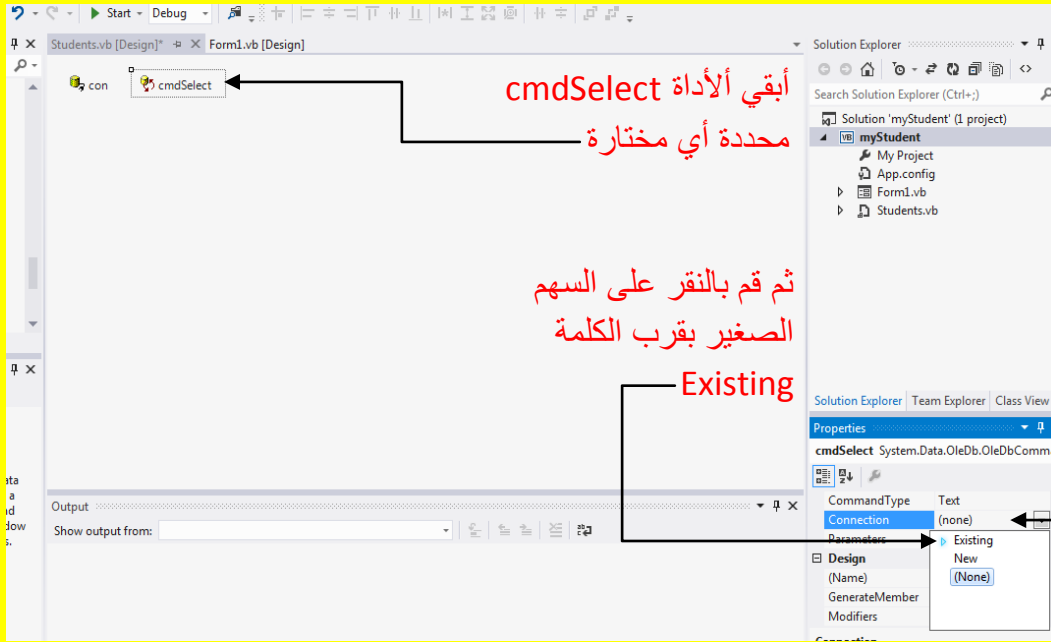 Start
Debug
Students.vb [Design]*
Form1.vb [Design]
Solution Explorer
con
cmdSelect
أبقي ألأداة cmdSelect
محددة أي مختارة
Search Solution Explorer (Ctrl+;)
Solution 'myStudent' (1 project)
myStudent
My Project
App.config
Form1.vb
Students.vb
ثم قم بالنقر على السهم
الصغير بقرب الكلمة
Existing
Solution Explorer Team Explorer Class View
Properties
cmdSelect System.Data.OleDb.OleDbComm
CommandType Text
Connection (none)
Parameters
Existing
New
(None)
Design
(Name)
GenerateMember
Modifiers
Connection
Output
Show output from: